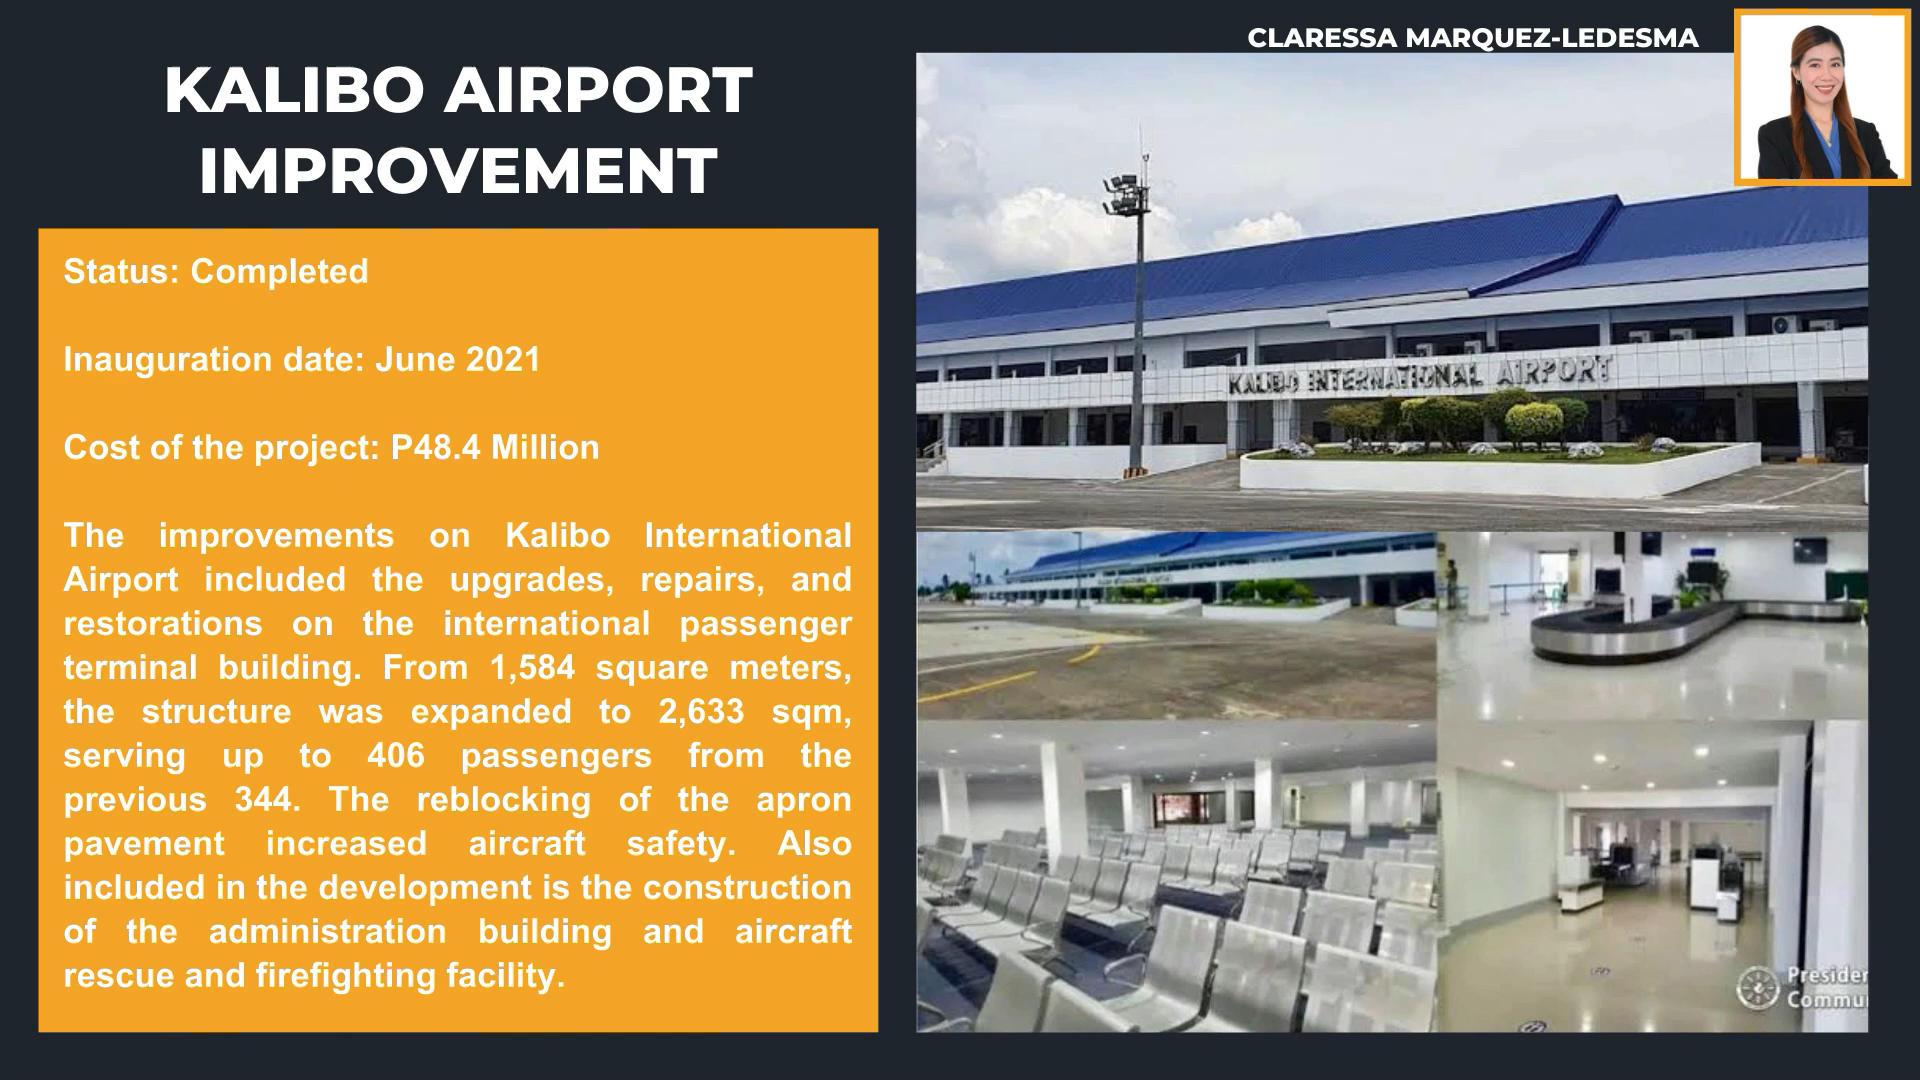 CLARESSA MARQUEZ-LEDESMA
KALIBO AIRPORT
IMPROVEMENT
Status: Completed
Inauguration date: June 2021
Cost of the project: P48.4 Million
The improvements on Kalibo International
Airport included the upgrades, repairs, and
restorations on the international passenger
terminal building. From 1,584 square meters,
the structure was expanded to 2,633 sqm,
serving up to 406 passengers from the
previous 344. The reblocking of the apron
pavement increased aircraft safety. Also
included in the development is the construction
of the administration building and aircraft
rescue and firefighting facility.
KALIBO INTERNATIONAL AIRPORT
Presiden
Commu